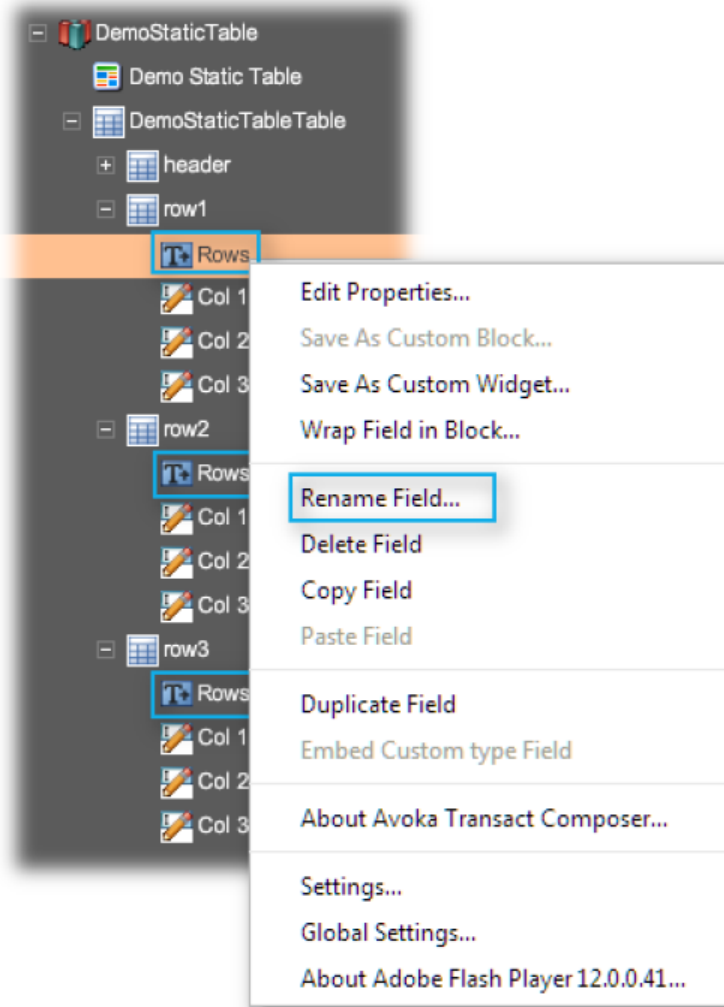 DemoStaticTable
Demo Static Table
DemoStaticTableTable
header
row1
Rows
Col 1
Col 2
Col 3
row2
Rows
Col 1
Col 2
Col 3
row3
Rows
Col 1
Col 2
Col 3
Edit Properties...
Save As Custom Block...
Save As Custom Widget...
Wrap Field in Block...
Rename Field...
Delete Field
Copy Field
Paste Field
Duplicate Field
Embed Custom type Field
About Avoka Transact Composer...
Settings...
Global Settings...
About Adobe Flash Player 12.0.0.41...